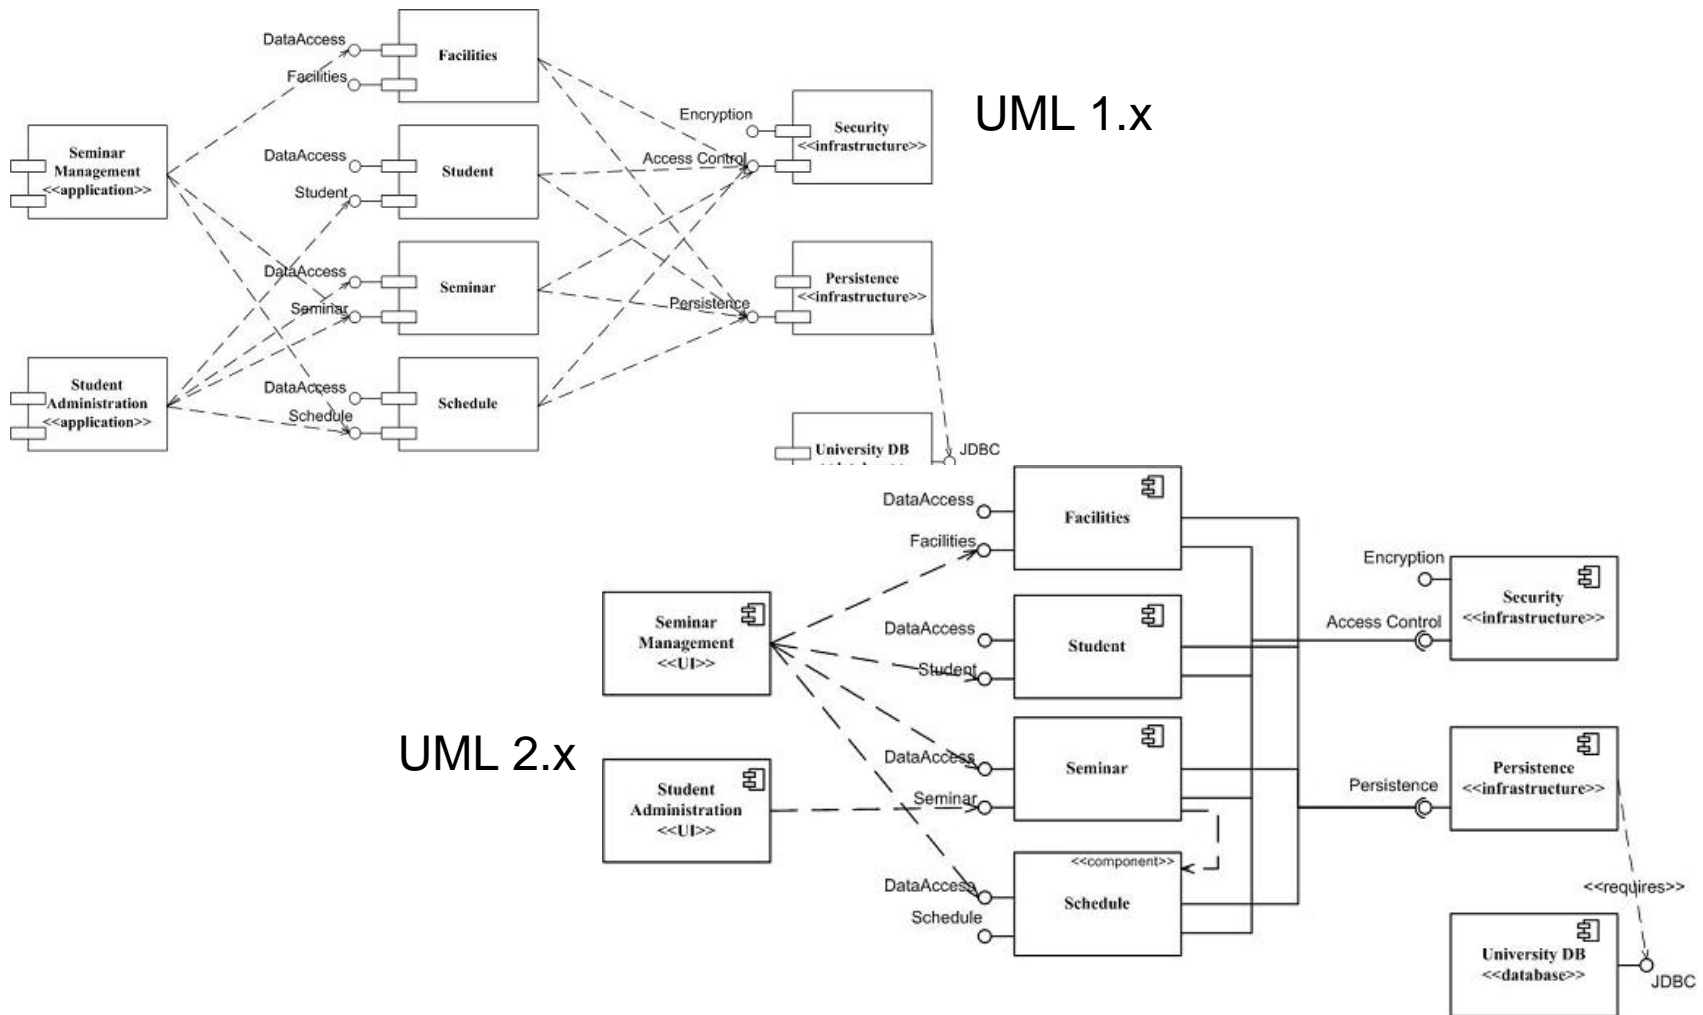 DataAccess
Facilities
Facilities
UML 1.x
Encryption
Security
<<infrastructure>>
Access Control
Seminar
Management
<<application>>
DataAccess
Student
Student
DataAccess
Seminar
Seminar
Persistence
<<infrastructure>>
Persistence
Student
Administration
<<application>>
DataAccess
Schedule
Schedule
University DB
JDBC
UML 2.x
DataAccess
Facilities
Facilities
Encryption
Security
<<infrastructure>>
Access Control
Seminar
Management
<<UI>>
DataAccess
Student
Student
DataAccess
Seminar
Seminar
Persistence
<<infrastructure>>
Persistence
Student
Administration
<<UI>>
<<component>>
DataAccess
Schedule
Schedule
<<requires>>
University DB
<<database>>
JDBC